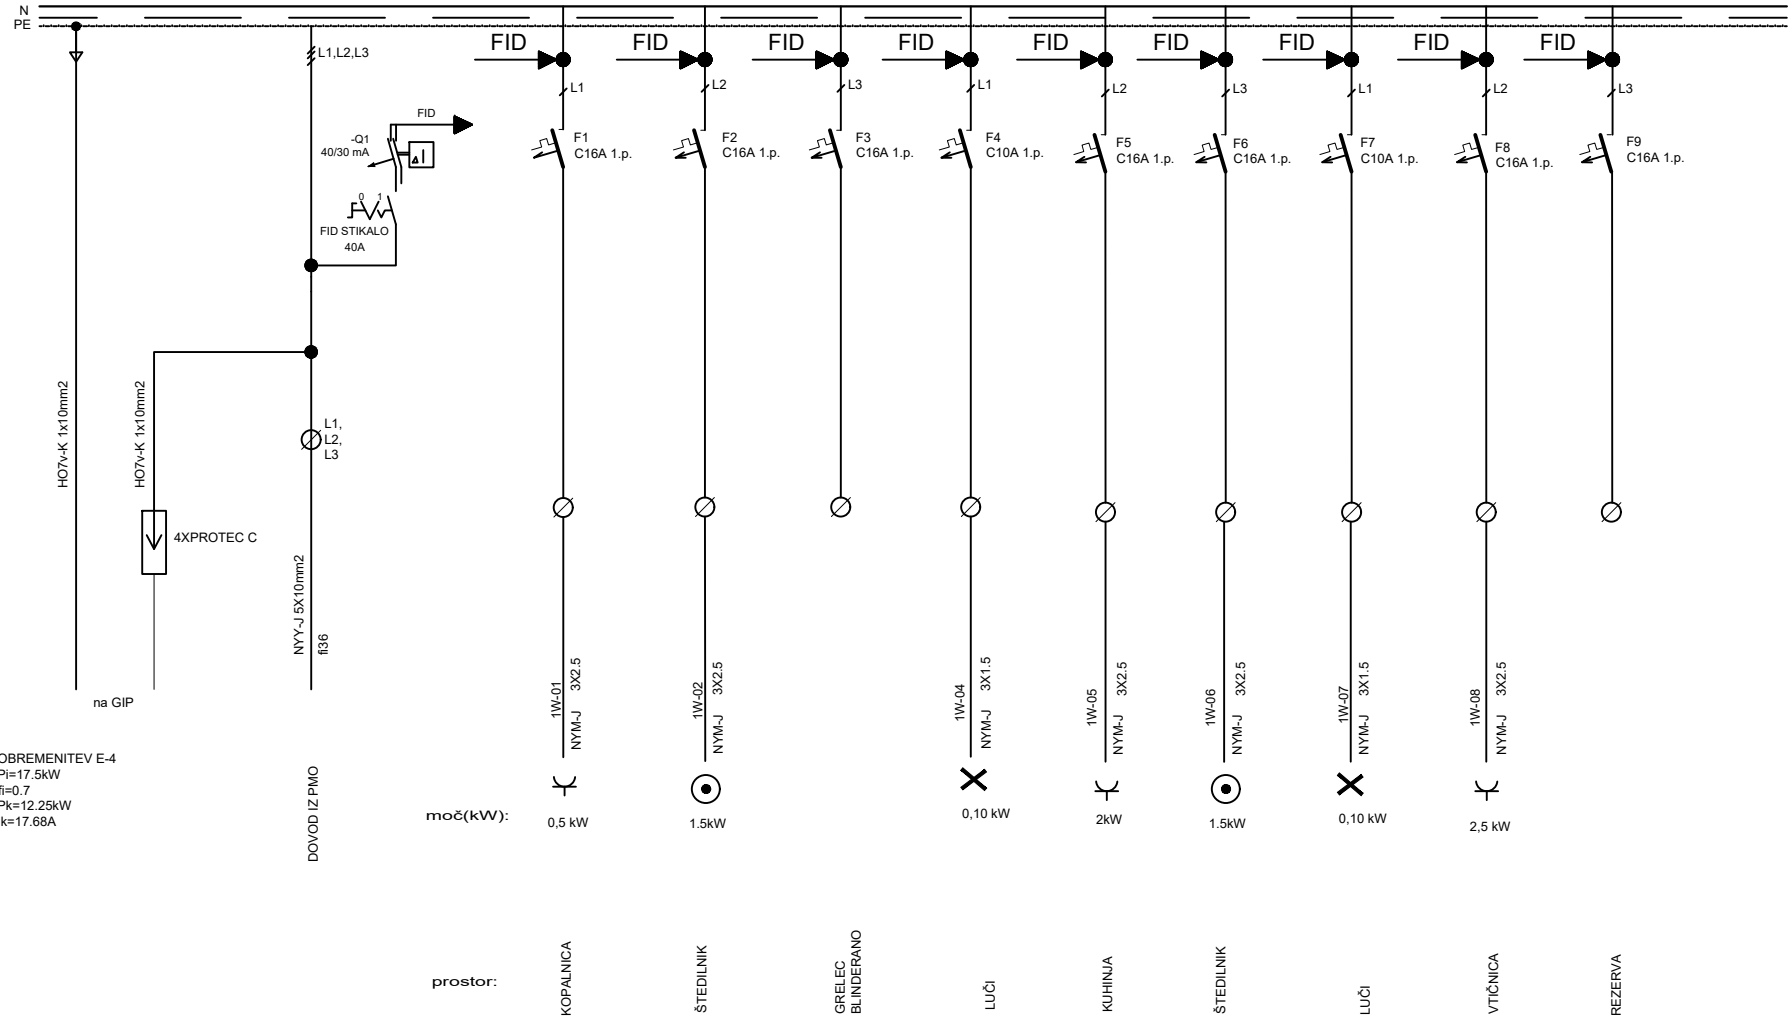 N
PE
L1,L2,L3
FID
-Q1
40/30 mA
0 1
FID STIKALO
40A
FID
FID
FID
FID
FID
FID
FID
FID
FID
L1
L2
L3
L1
L2
L3
L1
L2
L3
F1
C16A 1.p.
F2
C16A 1.p.
F3
C16A 1.p.
F4
C10A 1.p.
F5
C16A 1.p.
F6
C16A 1.p.
F7
C10A 1.p.
F8
C16A 1.p.
F9
C16A 1.p.
HO7v-K 1x10mm2
HO7v-K 1x10mm2
L1,
L2,
L3
4XPROTEC C
NYY-J 5X10mm2
fi36
na GIP
1W-01
NYM-J 3X2.5
1W-02
NYM-J 3X2.5
1W-04
NYM-J 3X1.5
1W-05
NYM-J 3X2.5
1W-06
NYM-J 3X2.5
1W-07
NYM-J 3X1.5
1W-08
NYM-J 3X2.5
OBREMENITEV E-4
Pi=17.5kW
fi=0.7
Pk=12.25kW
k=17.68A
DOVOD IZ PMO
moč(kW):
0,5 kW
1.5kW
0,10 kW
2kW
1.5kW
0,10 kW
2,5 kW
prostor:
KOPALNICA
ŠTEDILNIK
GRELEC
BLINDERANO
LUČI
KUHINJA
ŠTEDILNIK
LUČI
VTIČNICA
REZERVA